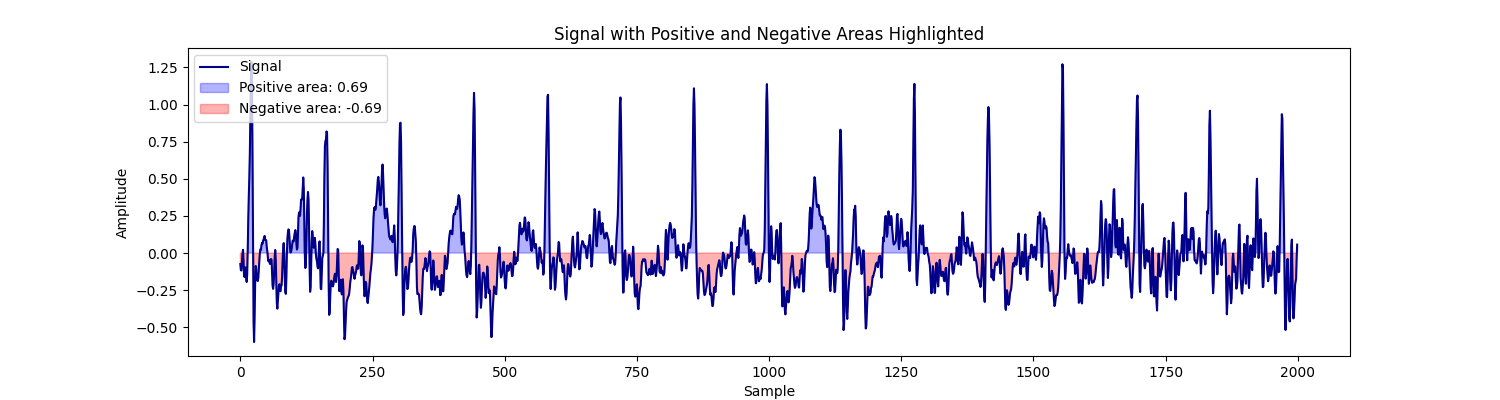 Signal with Positive and Negative Areas Highlighted
Signal
Positive area: 0.69
Negative area: -0.69
Amplitude
1.25
1.00
0.75
0.50
0.25
0.00
−0.25
−0.50
0 250 500 750 1000 1250 1500 1750 2000
Sample